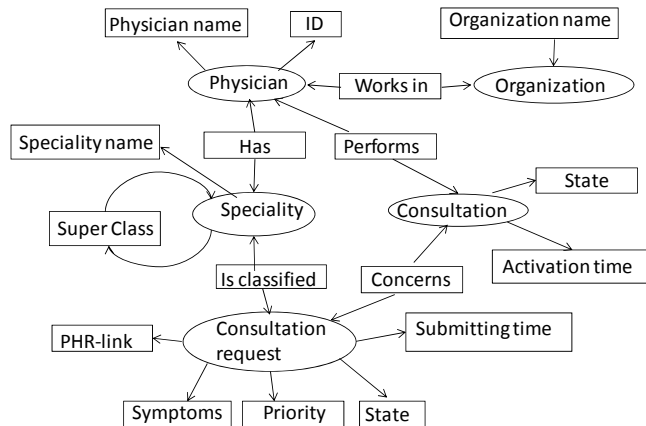 Physician name
ID
Organization name
Physician
Works in
Organization
Speciality name
Has
Performs
State
Super Class
Speciality
Consultation
Is classified
Concerns
Activation time
PHR-link
Consultation
request
Submitting time
Symptoms
Priority
State